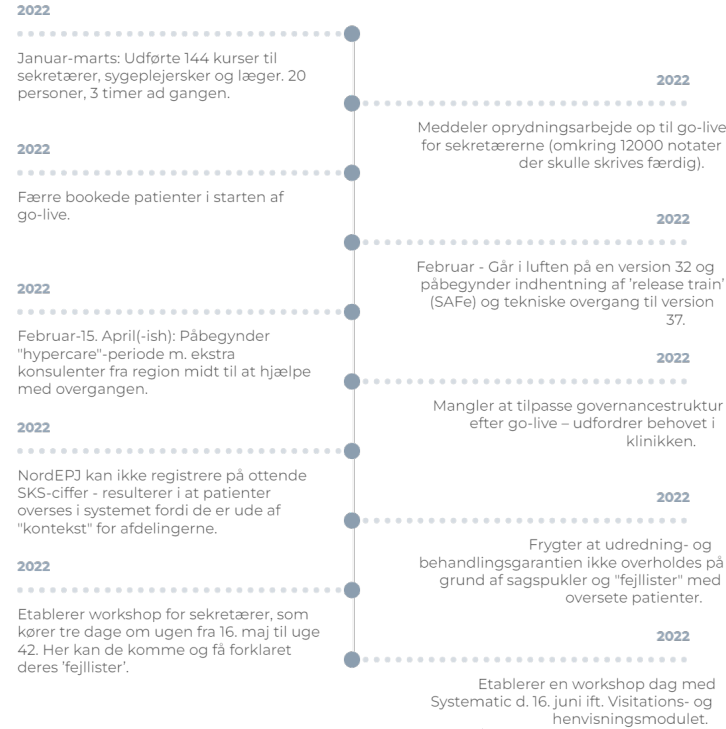 2022
Januar-marts: Udførte 144 kurser til
sekretærer, sygeplejersker og læger. 20
personer, 3 timer ad gangen.
2022
Meddeler oprydningsarbejde op til go-live
for sekretærerne (omkring 12000 notater
der skulle skrives færdig).
2022
Færre bookede patienter i starten af
go-live.
2022
Februar - Går i luften på en version 32 og
påbegynder indhentning af 'release train'
(SAFe) og tekniske overgang til version
37.
2022
Februar-15. April(-ish): Påbegynder
"hypercare"-periode m. ekstra
konsulenter fra region midt til at hjælpe
med overgangen.
2022
Mangler at tilpasse governancestruktur
efter go-live – udfordrer behovet i
klinikken.
2022
NordEPJ kan ikke registrere på ottende
SKS-ciffer - resulterer i at patienter
overses i systemet fordi de er ude af
"kontekst" for afdelingerne.
2022
Frygter at udredning- og
behandlingsgarantien ikke overholdes på
grund af sagspukler og "fejllister" med
oversete patienter.
2022
Etablerer workshop for sekretærer, som
kører tre dage om ugen fra 16. maj til uge
42. Her kan de komme og få forklaret
deres 'fejllister'.
2022
Etablerer en workshop dag med
Systematic d. 16. juni ift. Visitations- og
henvisningsmodulet.